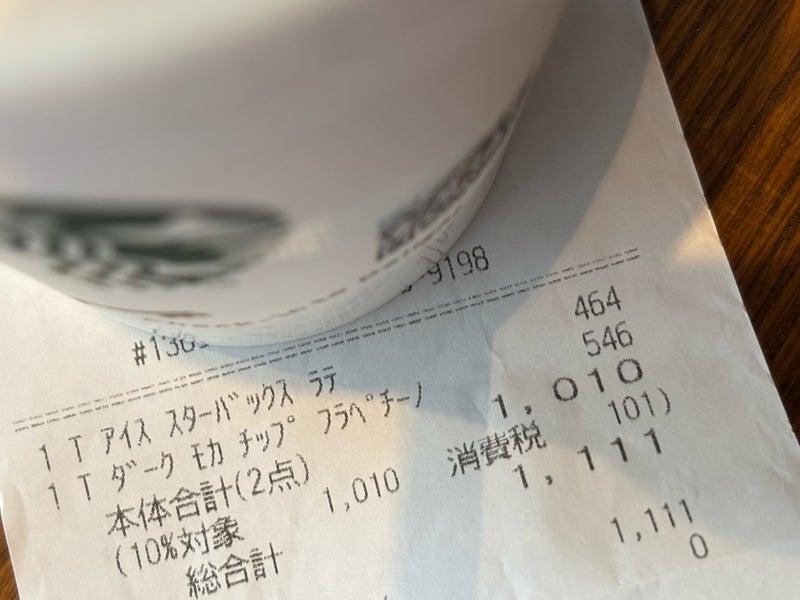 9198
#130
1 T アイス スターバックス ラテ 464
1 T ダーク モカ チップ フラペチーノ 546
本体合計(2点) 1,010
(10%対象 1,010 消費税 101)
総合計 1,111
1,111
0